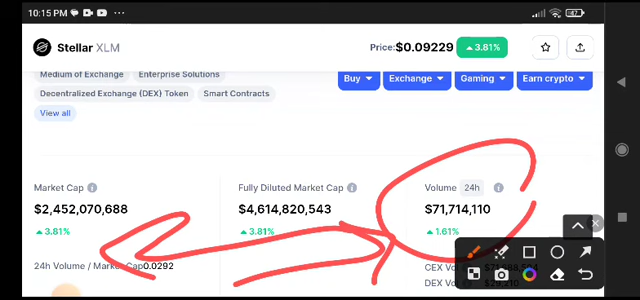 10:15 PM
47
Stellar XLM
Price: $0.09229 3.81%
Medium of Exchange Enterprise Solutions
Decentralized Exchange (DEX) Token Smart Contracts
View all
Buy Exchange Gaming Earn crypto
Market Cap Fully Diluted Market Cap Volume 24h
$2,452,070,688 $4,614,820,543 $71,714,110
3.81% 3.81% 1.61%
24h Volume / Market Cap 0.0292
CEX Vol
DEX Vol